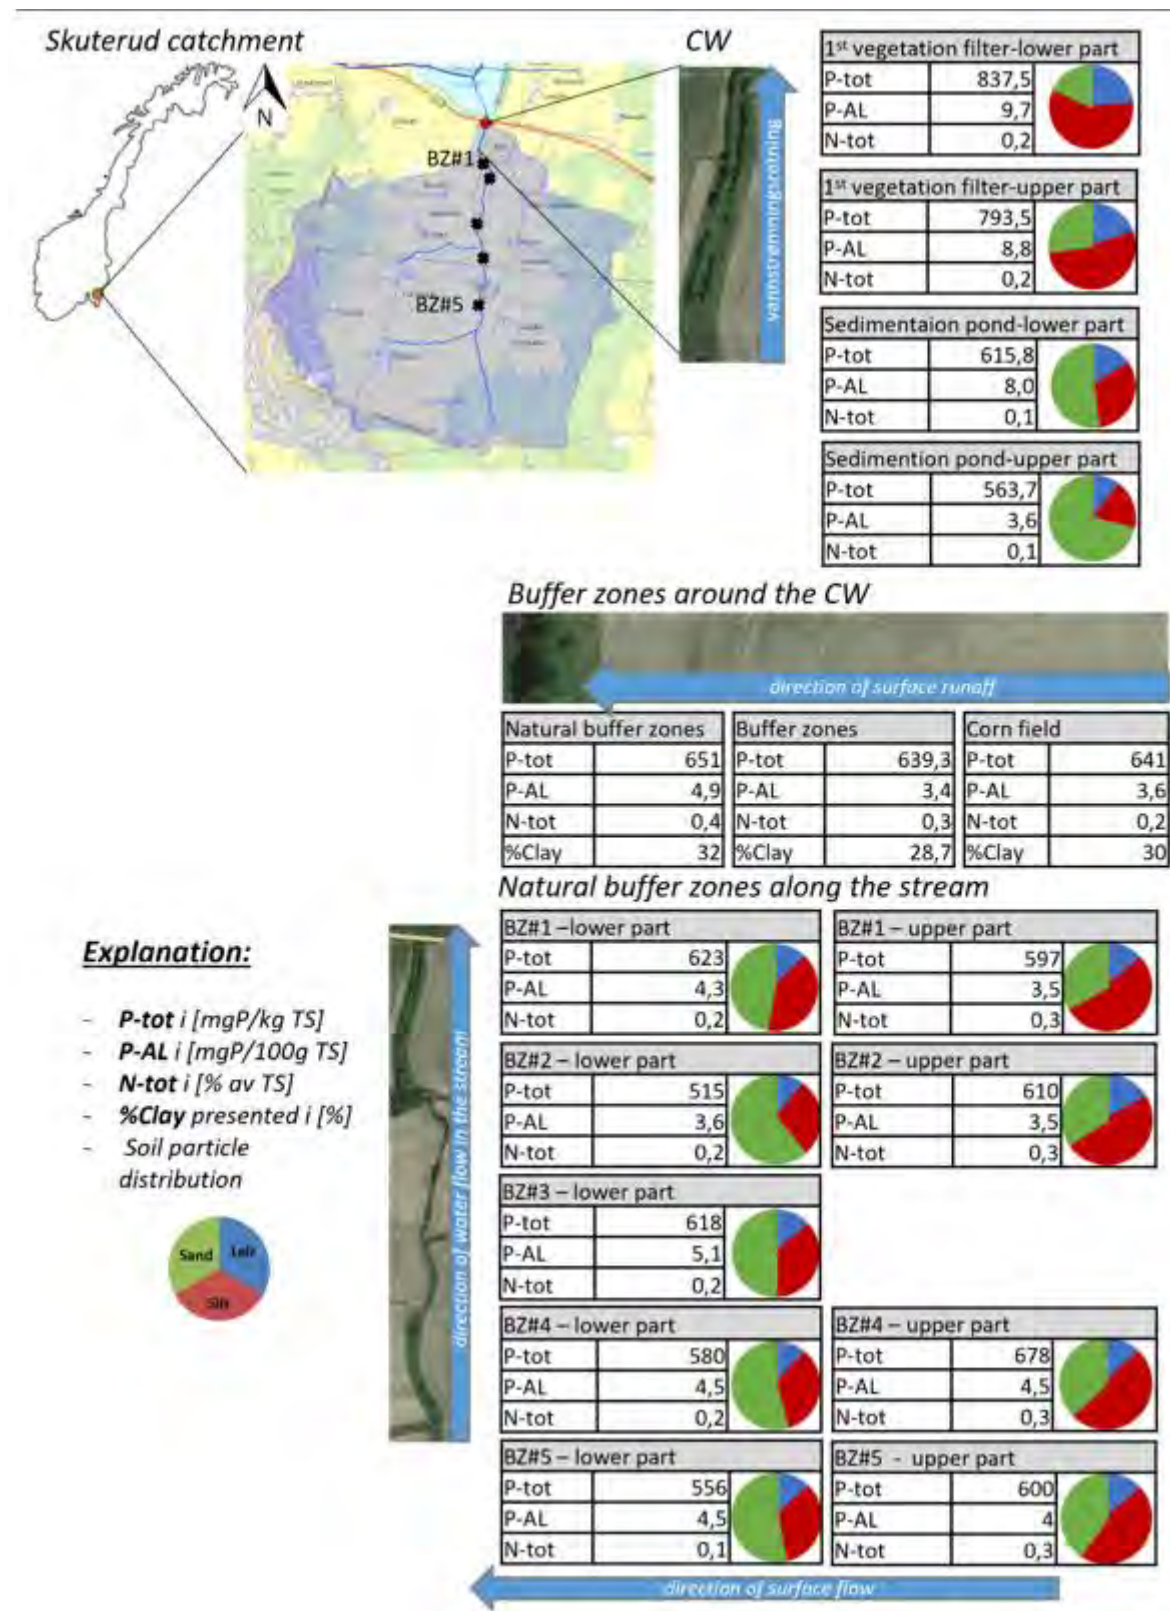 Skuterud catchment
CW
N
BZ#1
BZ#5
vannstrømningsretning
1st vegetation filter-lower part
P-tot 837,5
P-AL 9,7
N-tot 0,2
1st vegetation filter-upper part
P-tot 793,5
P-AL 8,8
N-tot 0,2
Sedimentaion pond-lower part
P-tot 615,8
P-AL 8,0
N-tot 0,1
Sedimention pond-upper part
P-tot 563,7
P-AL 3,6
N-tot 0,1
Buffer zones around the CW
direction of surface runoff
Natural buffer zones
P-tot 651
P-AL 4,9
N-tot 0,4
%Clay 32
Buffer zones
P-tot 639,3
P-AL 3,4
N-tot 0,3
%Clay 28,7
Corn field
P-tot 641
P-AL 3,6
N-tot 0,2
%Clay 30
Natural buffer zones along the stream
Explanation:
- P-tot i [mgP/kg TS]
- P-AL i [mgP/100g TS]
- N-tot i [% av TS]
- %Clay presented i [%]
- Soil particle
distribution
Sand
Leir
Silt
direction of water flow in the stream
BZ#1 –lower part
P-tot 623
P-AL 4,3
N-tot 0,2
BZ#1 – upper part
P-tot 597
P-AL 3,5
N-tot 0,3
BZ#2 – lower part
P-tot 515
P-AL 3,6
N-tot 0,2
BZ#2 – upper part
P-tot 610
P-AL 3,5
N-tot 0,3
BZ#3 – lower part
P-tot 618
P-AL 5,1
N-tot 0,2
BZ#4 – lower part
P-tot 580
P-AL 4,5
N-tot 0,2
BZ#4 – upper part
P-tot 678
P-AL 4,5
N-tot 0,3
BZ#5 – lower part
P-tot 556
P-AL 4,5
N-tot 0,1
BZ#5 - upper part
P-tot 600
P-AL 4
N-tot 0,3
direction of surface flow